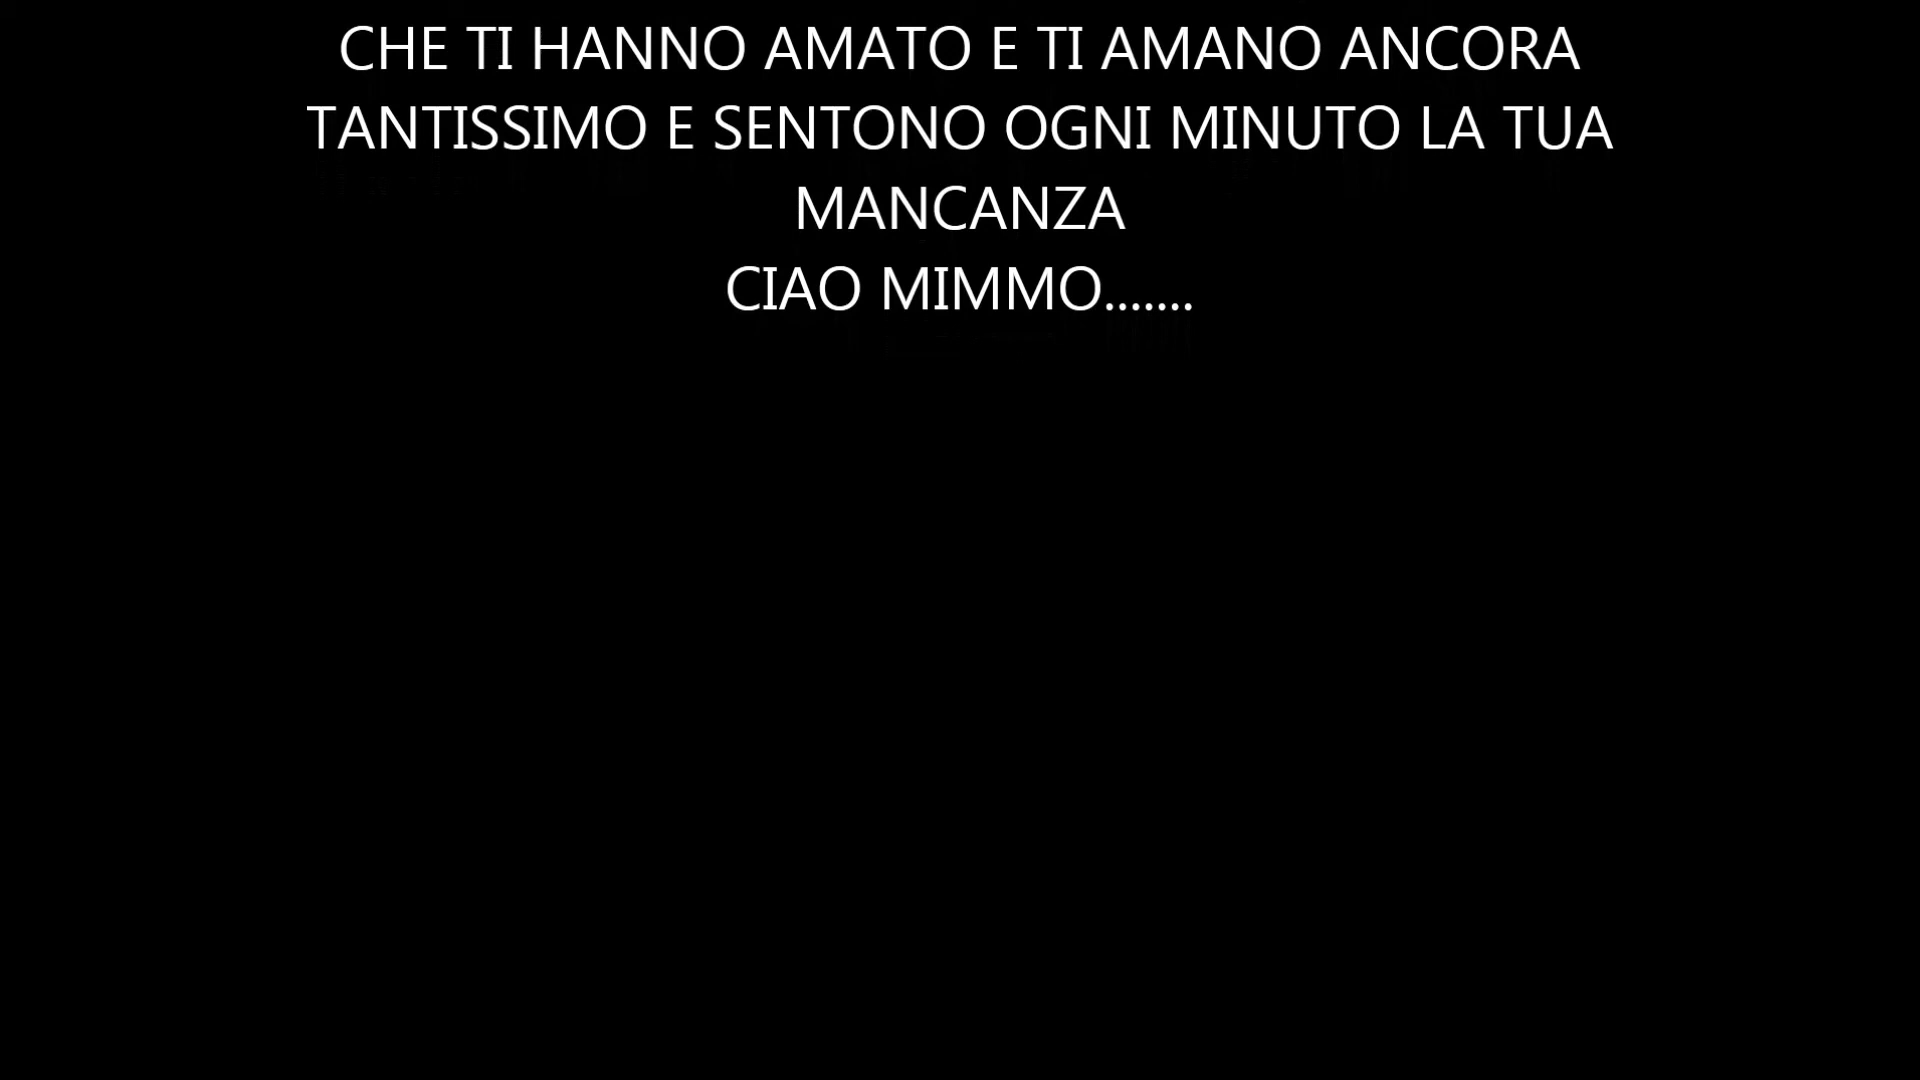 CHE TI HANNO AMATO E TI AMANO ANCORA
TANTISSIMO E SENTONO OGNI MINUTO LA TUA
MANCANZA
CIAO MIMMO.......